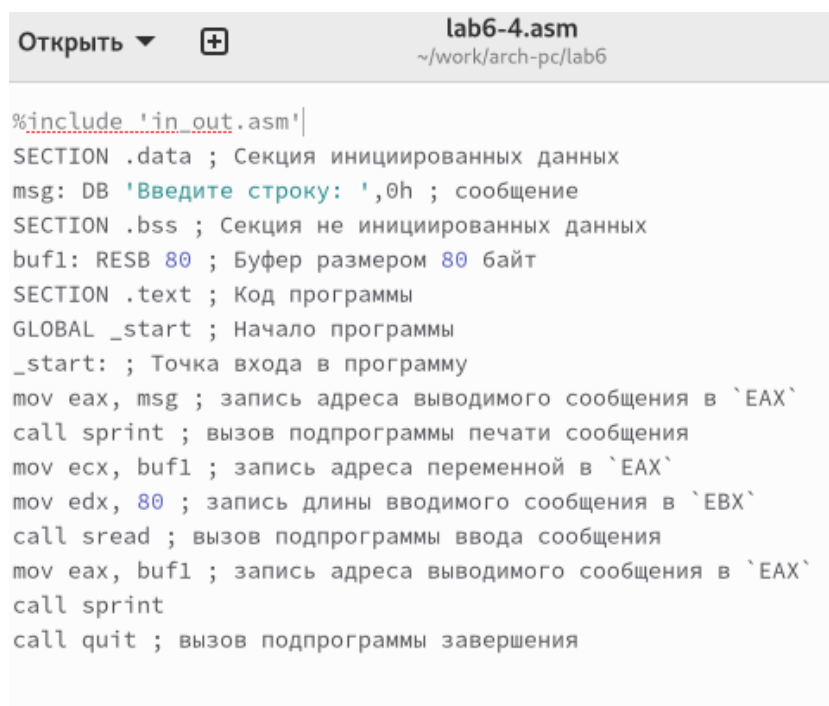 Открыть
lab6-4.asm
~/work/arch-pc/lab6
%include 'in_out.asm'
SECTION .data ; Секция инициированных данных
msg: DB 'Введите строку: ',0h ; сообщение
SECTION .bss ; Секция не инициированных данных
buf1: RESB 80 ; Буфер размером 80 байт
SECTION .text ; Код программы
GLOBAL _start ; Начало программы
_start: ; Точка входа в программу
mov eax, msg ; запись адреса выводимого сообщения в `EAX`
call sprint ; вызов подпрограммы печати сообщения
mov ecx, buf1 ; запись адреса переменной в `EAX`
mov edx, 80 ; запись длины вводимого сообщения в `EBX`
call sread ; вызов подпрограммы ввода сообщения
mov eax, buf1 ; запись адреса выводимого сообщения в `EAX`
call sprint
call quit ; вызов подпрограммы завершения